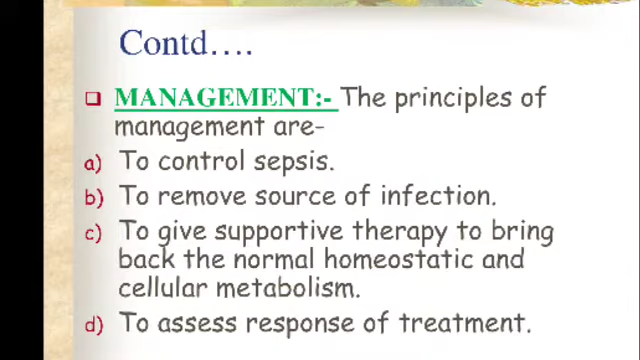 Contd….
MANAGEMENT:- The principles of
management are-
a) To control sepsis.
b) To remove source of infection.
c) To give supportive therapy to bring
back the normal homeostatic and
cellular metabolism.
d) To assess response of treatment.